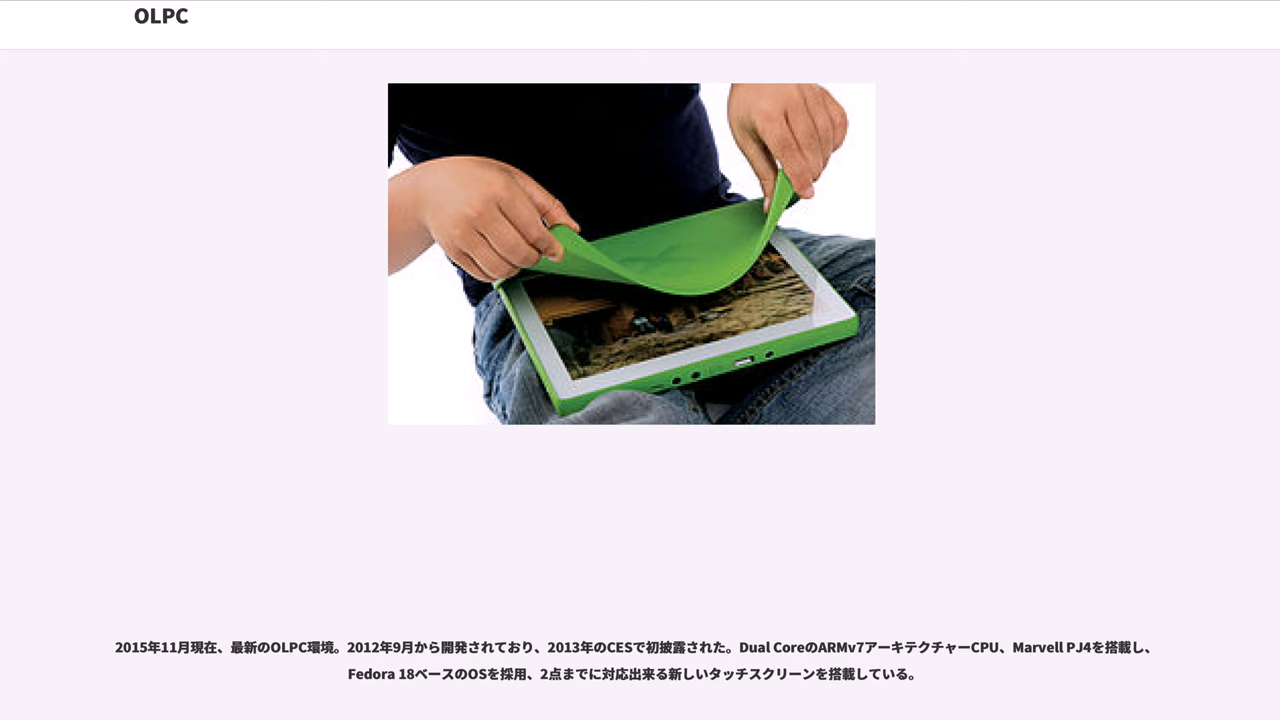 OLPC
2015年11月現在、最新のOLPC環境。2012年9月から開発されており、2013年のCESで初披露された。Dual CoreのARMv7アーキテクチャーCPU、Marvell PJ4を搭載し、
Fedora 18ベースのOSを採用、2点までに対応出来る新しいタッチスクリーンを搭載している。